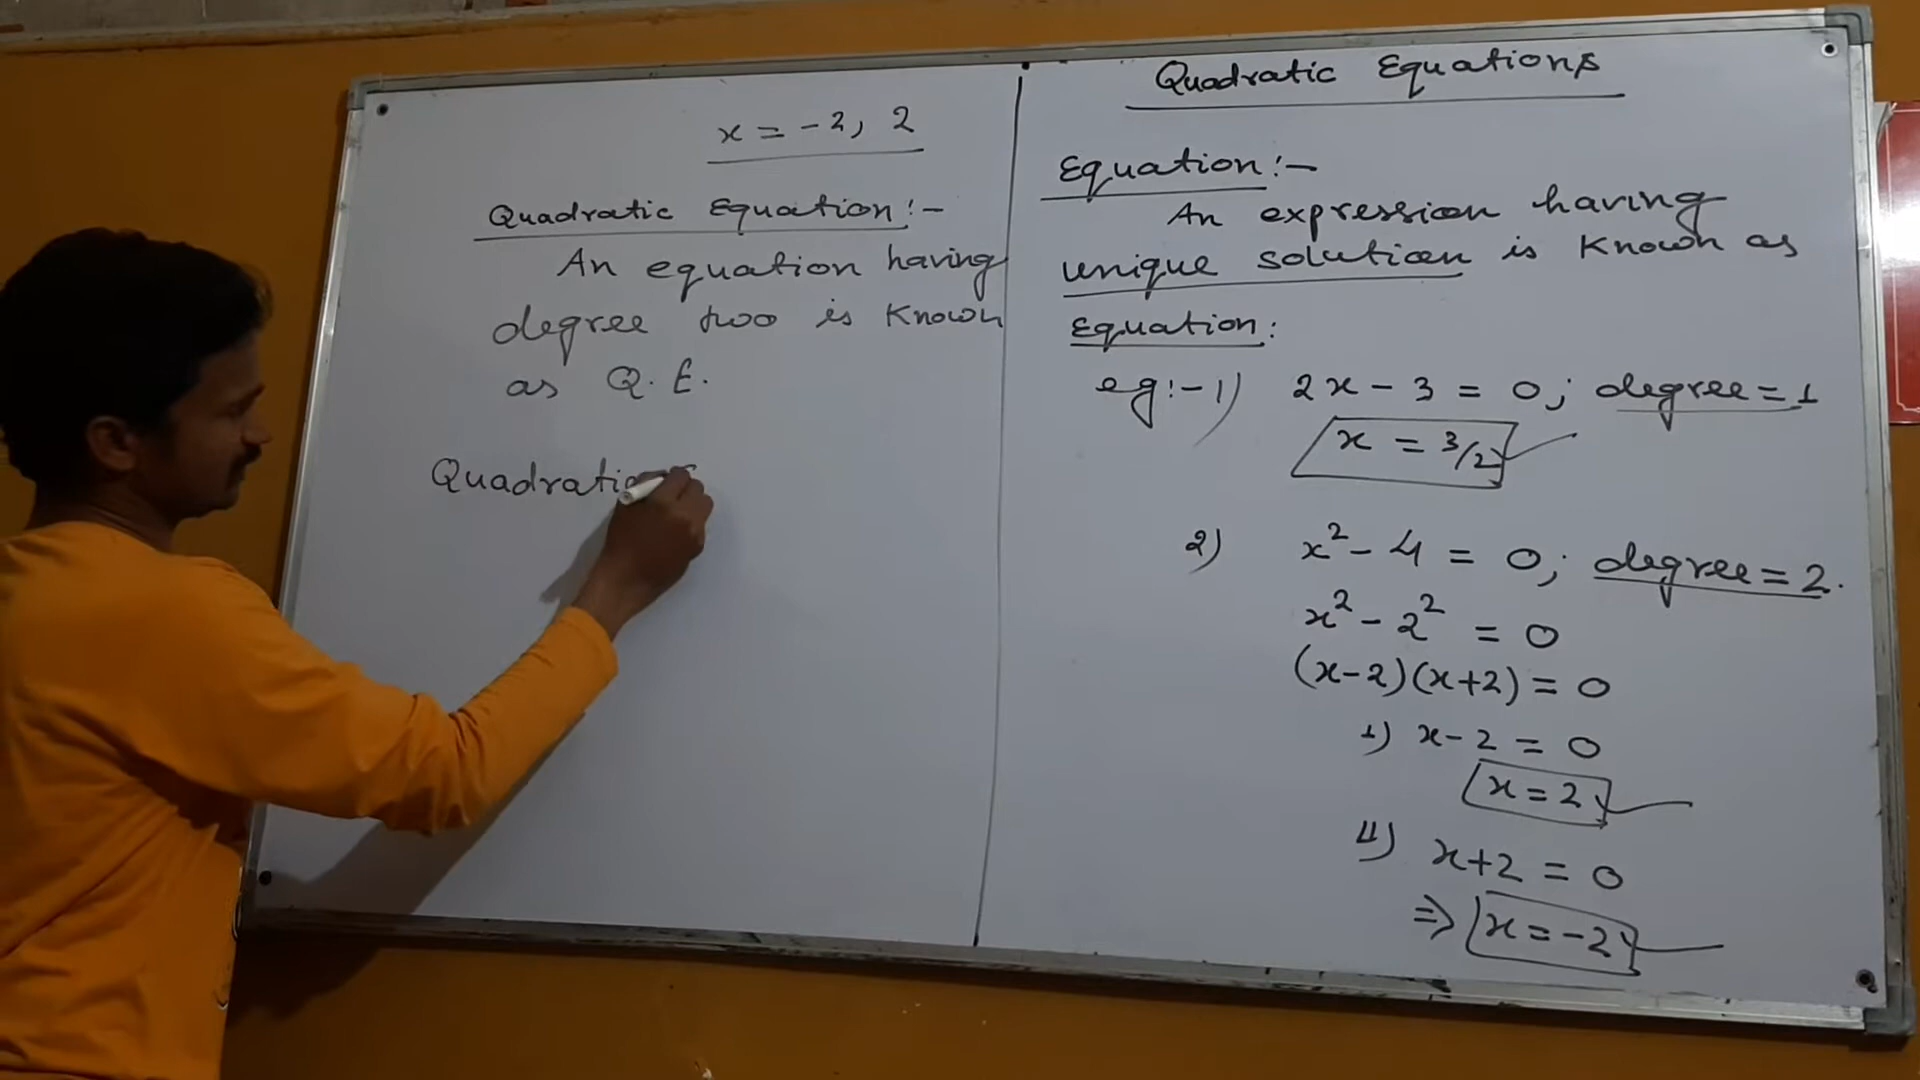 Quadratic Equations
Equation:-
An expression having
unique solution is known as
Equation:
eg:-1) 2x - 3 = 0; degree = 1
x = 3/2
2) x² - 4 = 0; degree = 2.
x² - 2² = 0
(x-2)(x+2) = 0
1) x - 2 = 0
x = 2
11) x+2 = 0
⇒ x = -2
x = -2, 2
Quadratic Equation:-
An equation having
degree two is known
as Q.E.
Quadratic